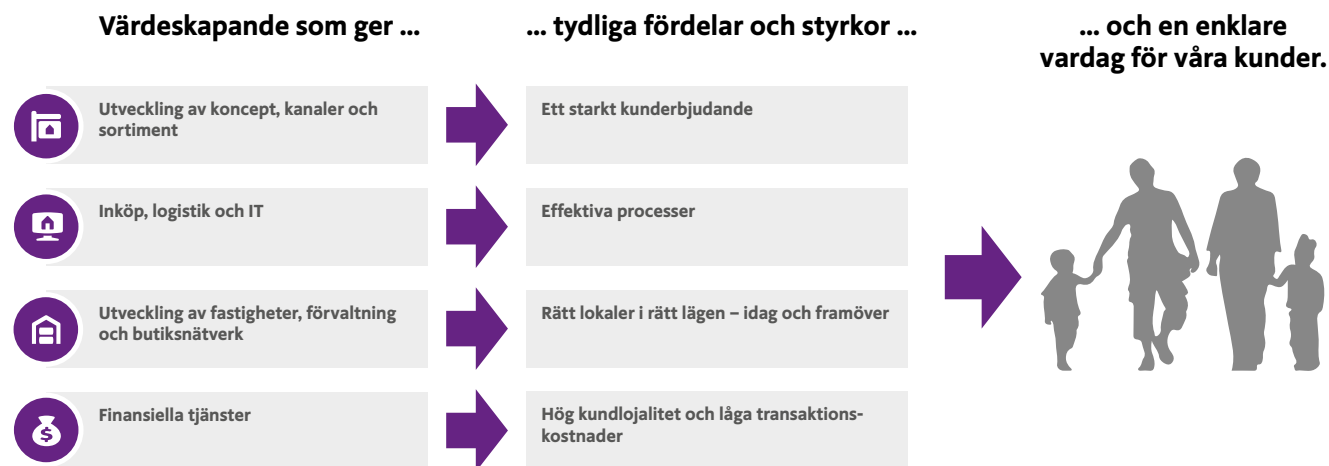 Värdeskapande som ger ...
... tydliga fördelar och styrkor ...
... och en enklare
vardag för våra kunder.
Utveckling av koncept, kanaler och
sortiment
Ett starkt kunderbjudande
Inköp, logistik och IT
Effektiva processer
Utveckling av fastigheter, förvaltning
och butiksnätverk
Rätt lokaler i rätt lägen – idag och framöver
Finansiella tjänster
Hög kundlojalitet och låga transaktions-
kostnader